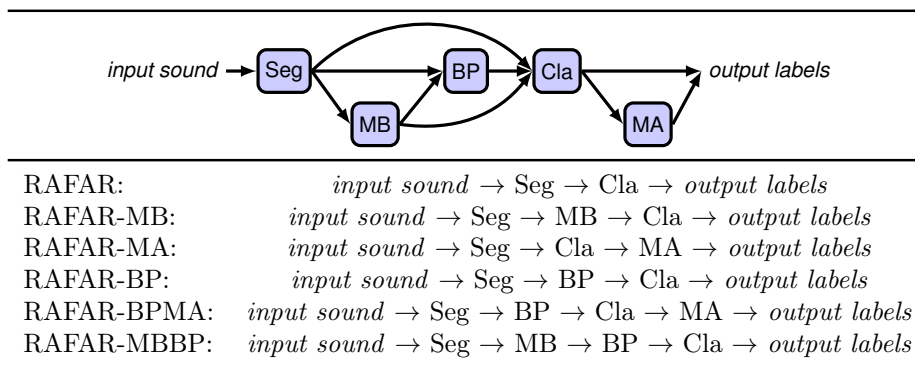 input sound Seg BP Cla output labels
MB MA
RAFAR: input sound → Seg → Cla → output labels
RAFAR-MB: input sound → Seg → MB → Cla → output labels
RAFAR-MA: input sound → Seg → Cla → MA → output labels
RAFAR-BP: input sound → Seg → BP → Cla → output labels
RAFAR-BPMA: input sound → Seg → BP → Cla → MA → output labels
RAFAR-MBBP: input sound → Seg → MB → BP → Cla → output labels